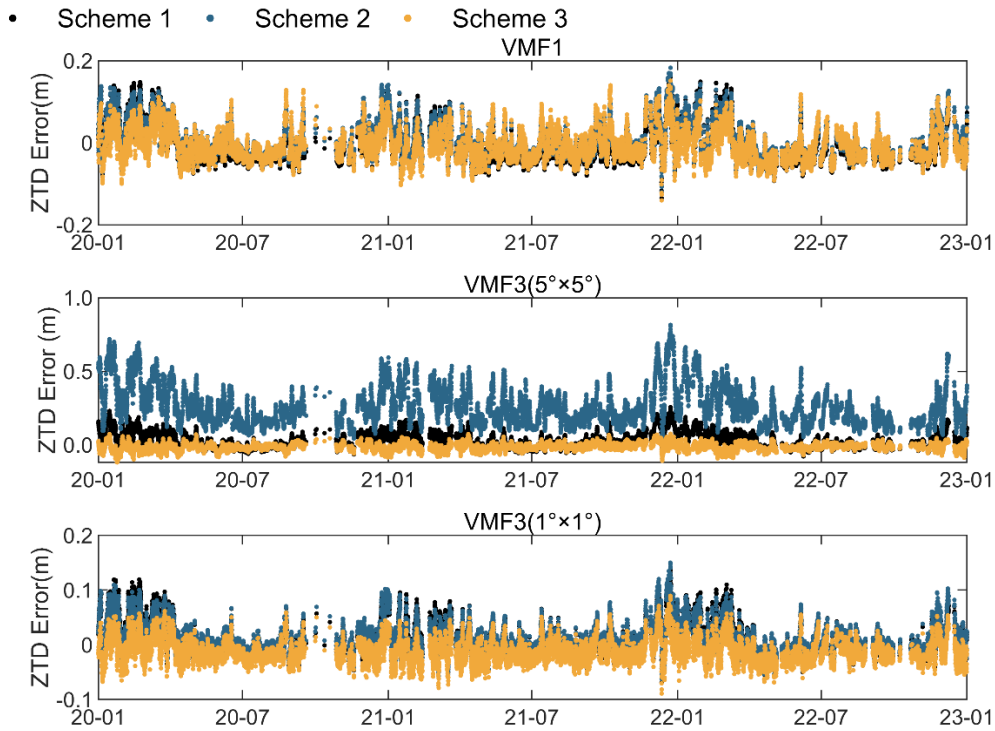 Scheme 1 Scheme 2 Scheme 3
VMF1
ZTD Error(m)
0.2
0
-0.2
20-01 20-07 21-01 21-07 22-01 22-07 23-01
VMF3(5°×5°)
ZTD Error (m)
1.0
0.5
0.0
20-01 20-07 21-01 21-07 22-01 22-07 23-01
VMF3(1°×1°)
ZTD Error(m)
0.2
0.1
0
-0.1
20-01 20-07 21-01 21-07 22-01 22-07 23-01